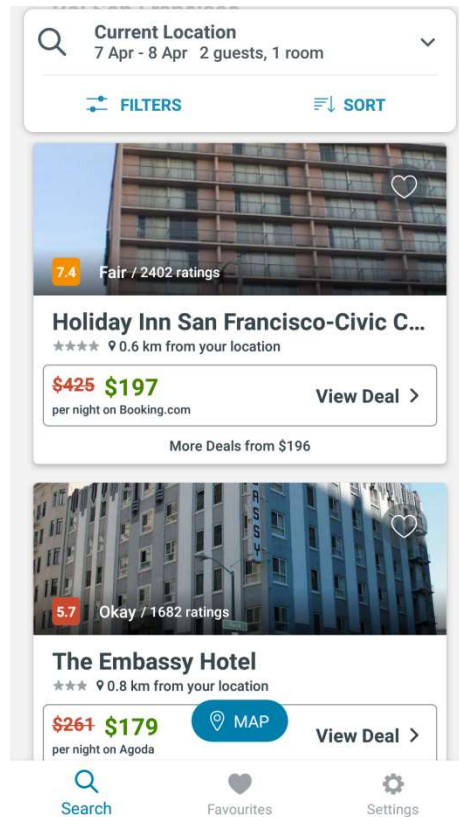 Current Location
7 Apr - 8 Apr 2 guests, 1 room
FILTERS
SORT
7.4 Fair / 2402 ratings
Holiday Inn San Francisco-Civic C...
0.6 km from your location
$425 $197
per night on Booking.com
View Deal
More Deals from $196
5.7 Okay / 1682 ratings
The Embassy Hotel
0.8 km from your location
$261 $179
per night on Agoda
MAP
View Deal
Search
Favourites
Settings